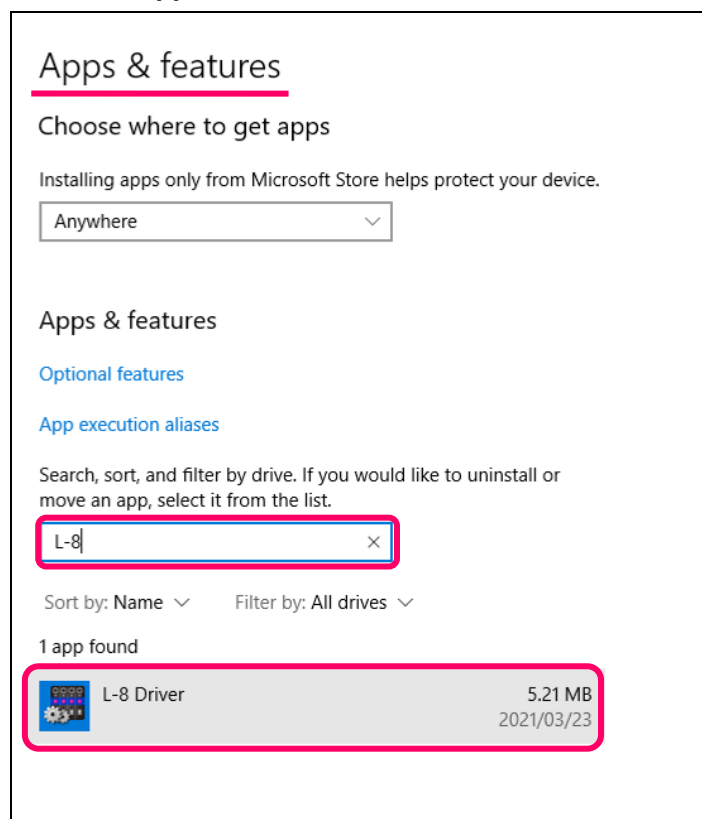 Apps & features
Choose where to get apps
Installing apps only from Microsoft Store helps protect your device.
Anywhere
Apps & features
Optional features
App execution aliases
Search, sort, and filter by drive. If you would like to uninstall or
move an app, select it from the list.
L-8
Sort by: Name Filter by: All drives
1 app found
L-8 Driver 5.21 MB
2021/03/23